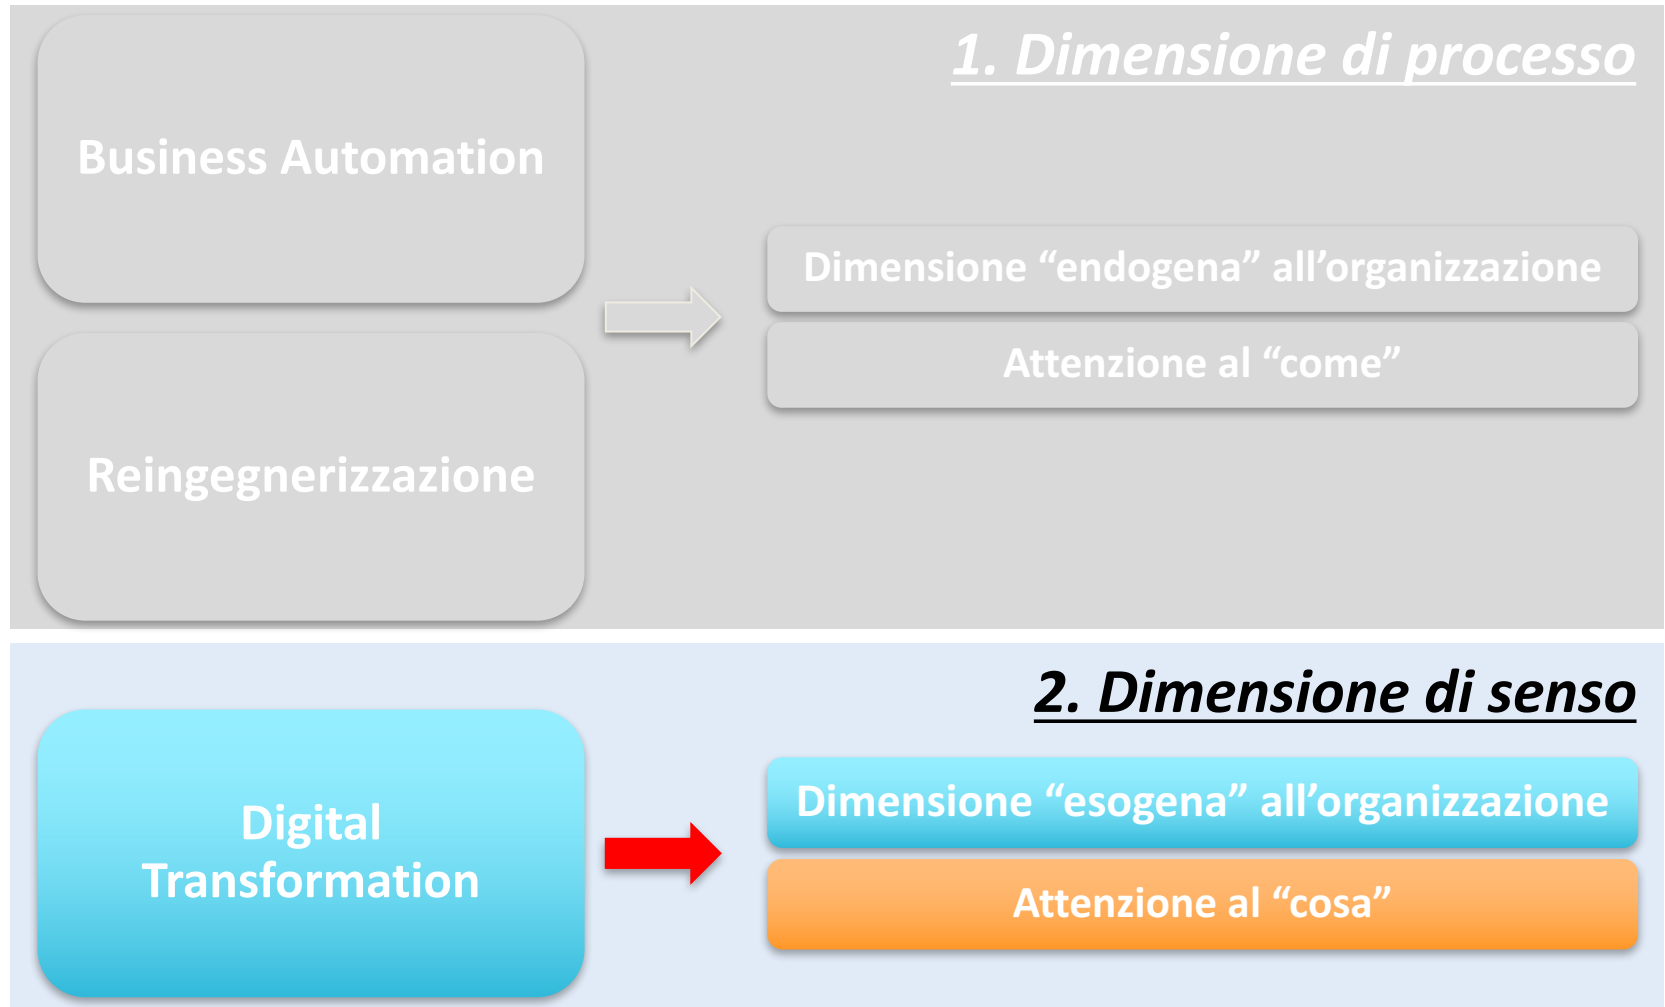 1. Dimensione di processo
Business Automation
Dimensione “endogena” all’organizzazione
Attenzione al “come”
Reingegnerizzazione
2. Dimensione di senso
Digital
Transformation
Dimensione “esogena” all’organizzazione
Attenzione al “cosa”